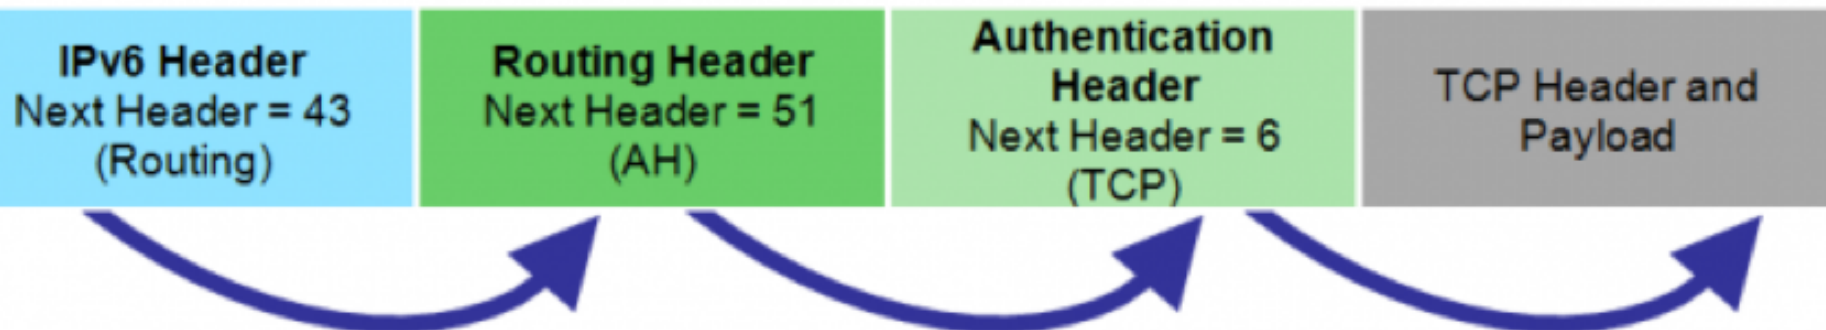 IPv6 Header
Next Header = 43
(Routing)
Routing Header
Next Header = 51
(AH)
Authentication
Header
Next Header = 6
(TCP)
TCP Header and
Payload